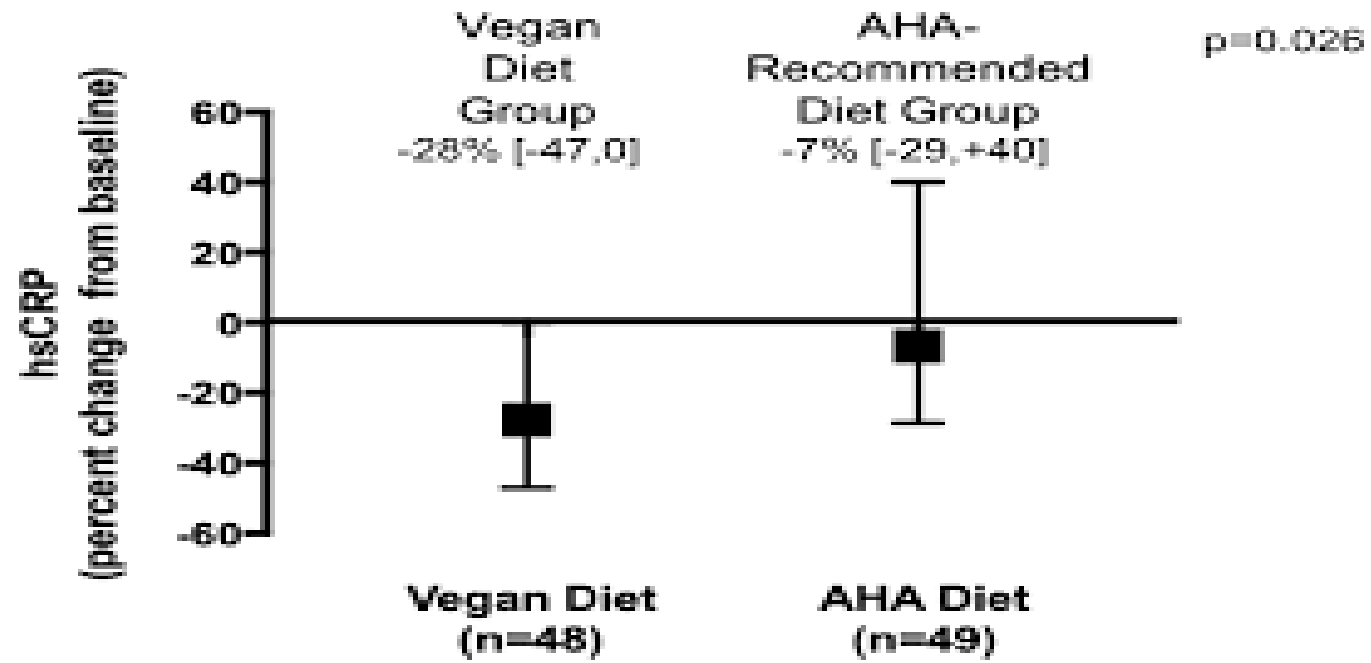 Vegan
Diet
Group
-28% [-47,0]
AHA-
Recommended
Diet Group
-7% [-29,+40]
p=0.026
hsCRP
(percent change from baseline)
60
40
20
0
-20
-40
-60
Vegan Diet
(n=48)
AHA Diet
(n=49)